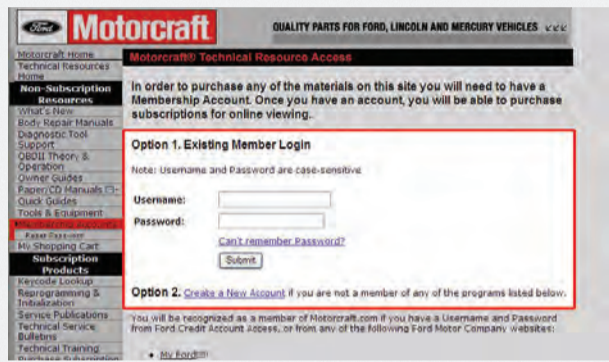 Ford Motorcraft QUALITY PARTS FOR FORD, LINCOLN AND MERCURY VEHICLES
Motorcraft Home
Technical Resources
Home
Non-Subscription
Resources
What's New
Body Repair Manuals
Diagnostic Tool
Support
OBDII Theory &
Operation
Owner Guides
Paper/CD Manuals
Quick Guides
Tools & Equipment
My Shopping Cart
Subscription
Products
Keycode Lookup
Reprogramming &
Initialization
Service Publications
Technical Service
Bulletins
Technical Training
Purchase Subscription
Motorcraft® Technical Resource Access
In order to purchase any of the materials on this site you will need to have a
Membership Account. Once you have an account, you will be able to purchase
subscriptions for online viewing.
Option 1. Existing Member Login
Note: Username and Password are case-sensitive
Username:
Password:
Can't remember Password?
Submit
Option 2. Create a New Account if you are not a member of any of the programs listed below.
You will be recognized as a member of Motorcraft.com if you have a Username and Password
from Ford Credit Account Access, or from any of the following Ford Motor Company websites:
• My Ford